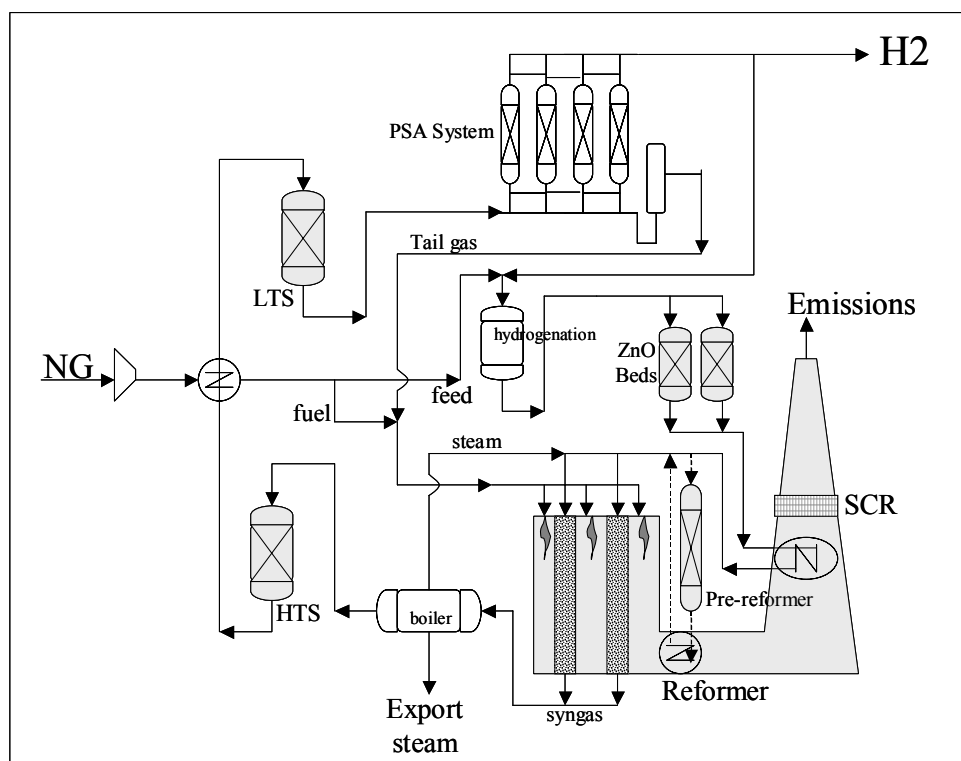 H2
PSA System
Tail gas
LTS
Emissions
hydrogenation
ZnO
Beds
NG
feed
fuel
steam
SCR
Pre-reformer
HTS
boiler
Reformer
Export
steam
syngas